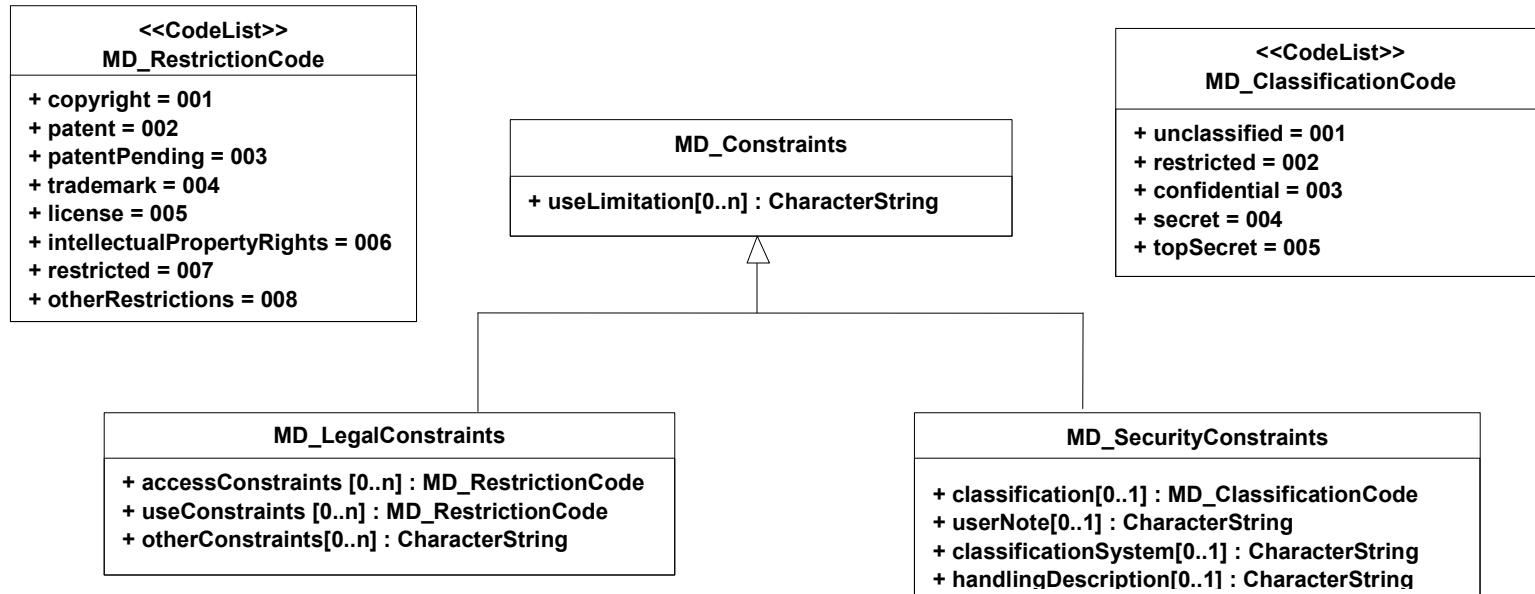 <<CodeList>>
MD_RestrictionCode
+ copyright = 001
+ patent = 002
+ patentPending = 003
+ trademark = 004
+ license = 005
+ intellectualPropertyRights = 006
+ restricted = 007
+ otherRestrictions = 008
<<CodeList>>
MD_ClassificationCode
+ unclassified = 001
+ restricted = 002
+ confidential = 003
+ secret = 004
+ topSecret = 005
MD_Constraints
+ useLimitation[0..n] : CharacterString
MD_LegalConstraints
+ accessConstraints [0..n] : MD_RestrictionCode
+ useConstraints [0..n] : MD_RestrictionCode
+ otherConstraints[0..n] : CharacterString
MD_SecurityConstraints
+ classification[0..1] : MD_ClassificationCode
+ userNote[0..1] : CharacterString
+ classificationSystem[0..1] : CharacterString
+ handlingDescription[0..1] : CharacterString